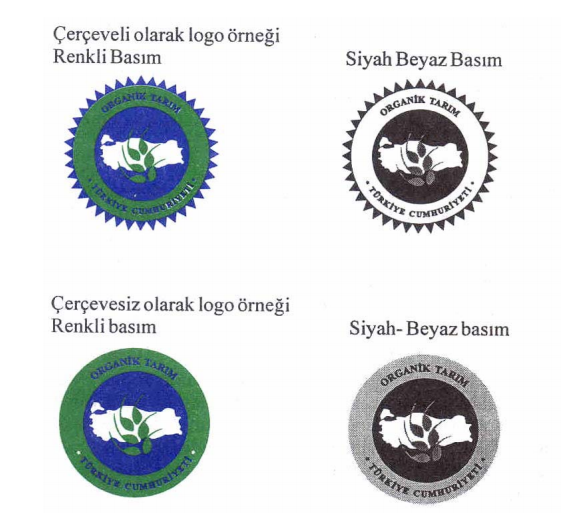 Çerçeveli olarak logo örneği
Renkli Basım
Siyah Beyaz Basım
ORGANİK TARIM
• TÜRKİYE CUMHURİYETİ •
ORGANİK TARIM
• TÜRKİYE CUMHURİYETİ •
Çerçevesiz olarak logo örneği
Renkli basım
Siyah- Beyaz basım
ORGANİK TARIM
• TÜRKİYE CUMHURİYETİ •
ORGANİK TARIM
• TÜRKİYE CUMHURİYETİ •